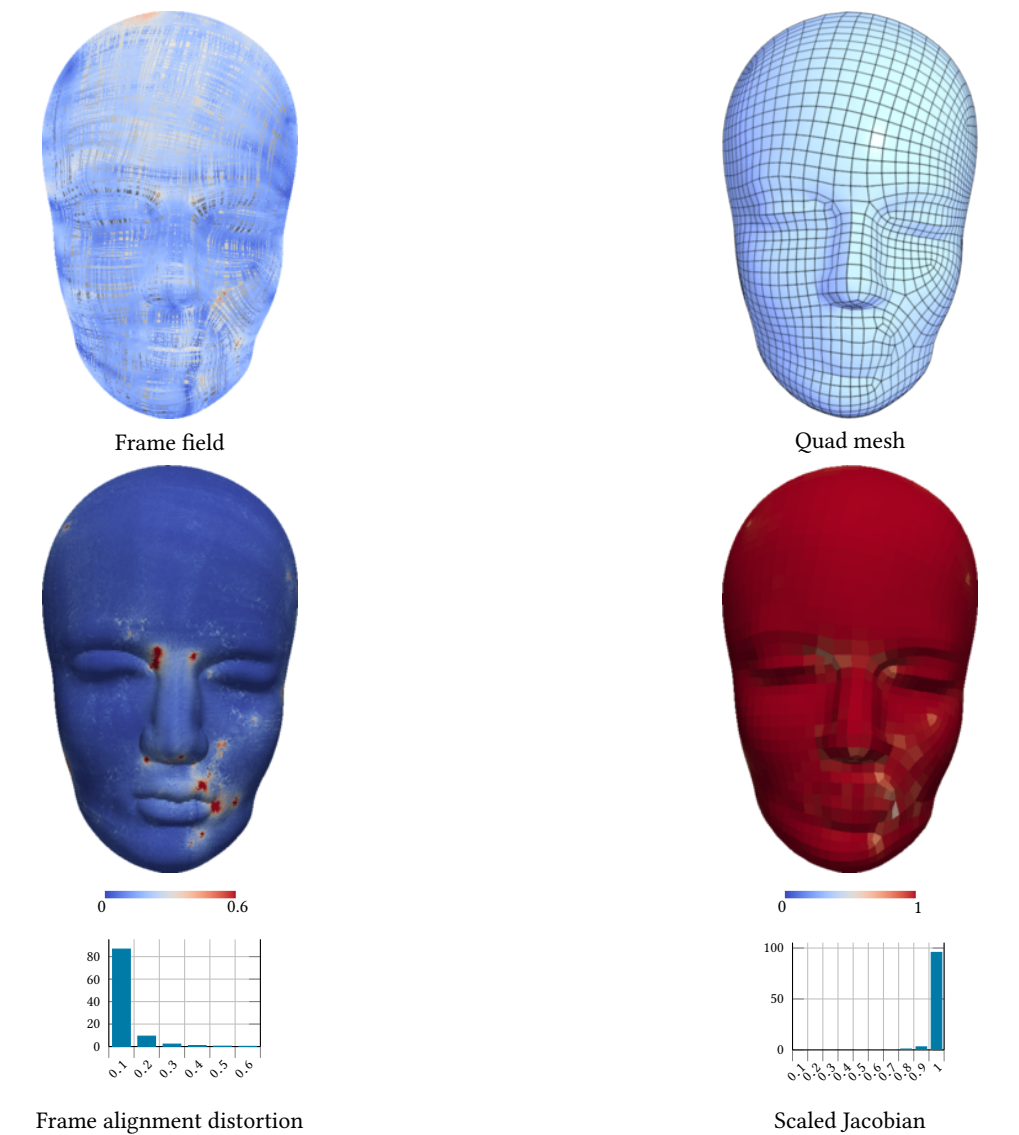 Frame field
Quad mesh
0 0.6
0 1
80
60
40
20
0
0.1 0.2 0.3 0.4 0.5 0.6
100
50
0
0.1 0.2 0.3 0.4 0.5 0.6 0.7 0.8 0.9 1
Frame alignment distortion
Scaled Jacobian